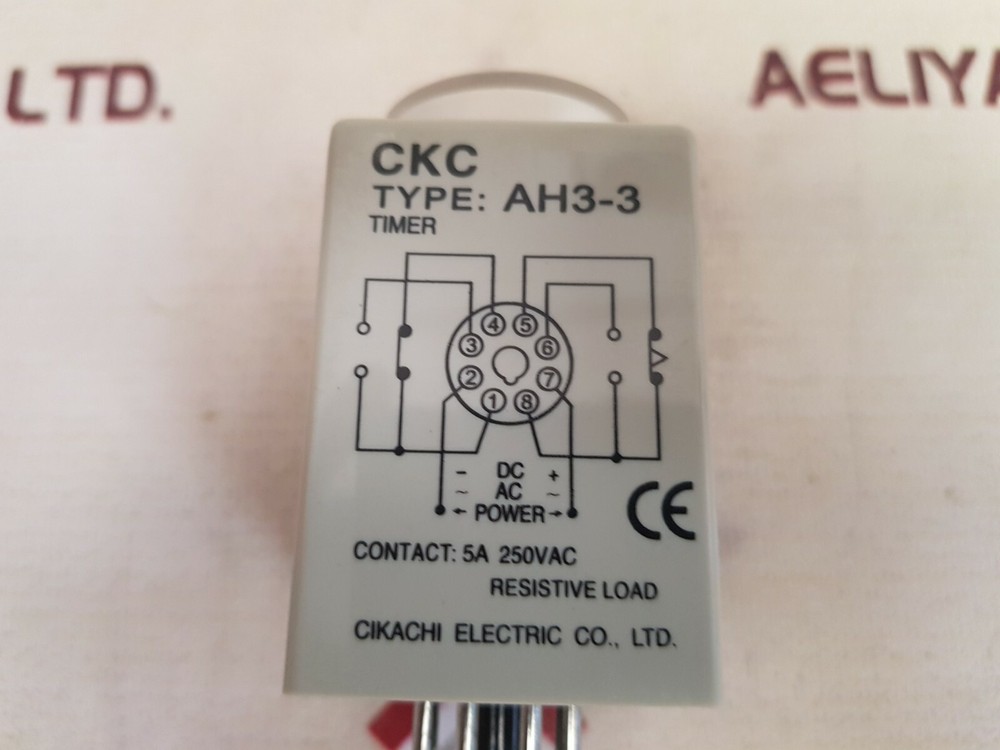 LTD.
AELIYA
CKC
TYPE: AH3-3
TIMER
4 5
3 6
2 7
1 8
- DC +
~ AC ~
← POWER →
CE
CONTACT: 5A 250VAC
RESISTIVE LOAD
CIKACHI ELECTRIC CO., LTD.